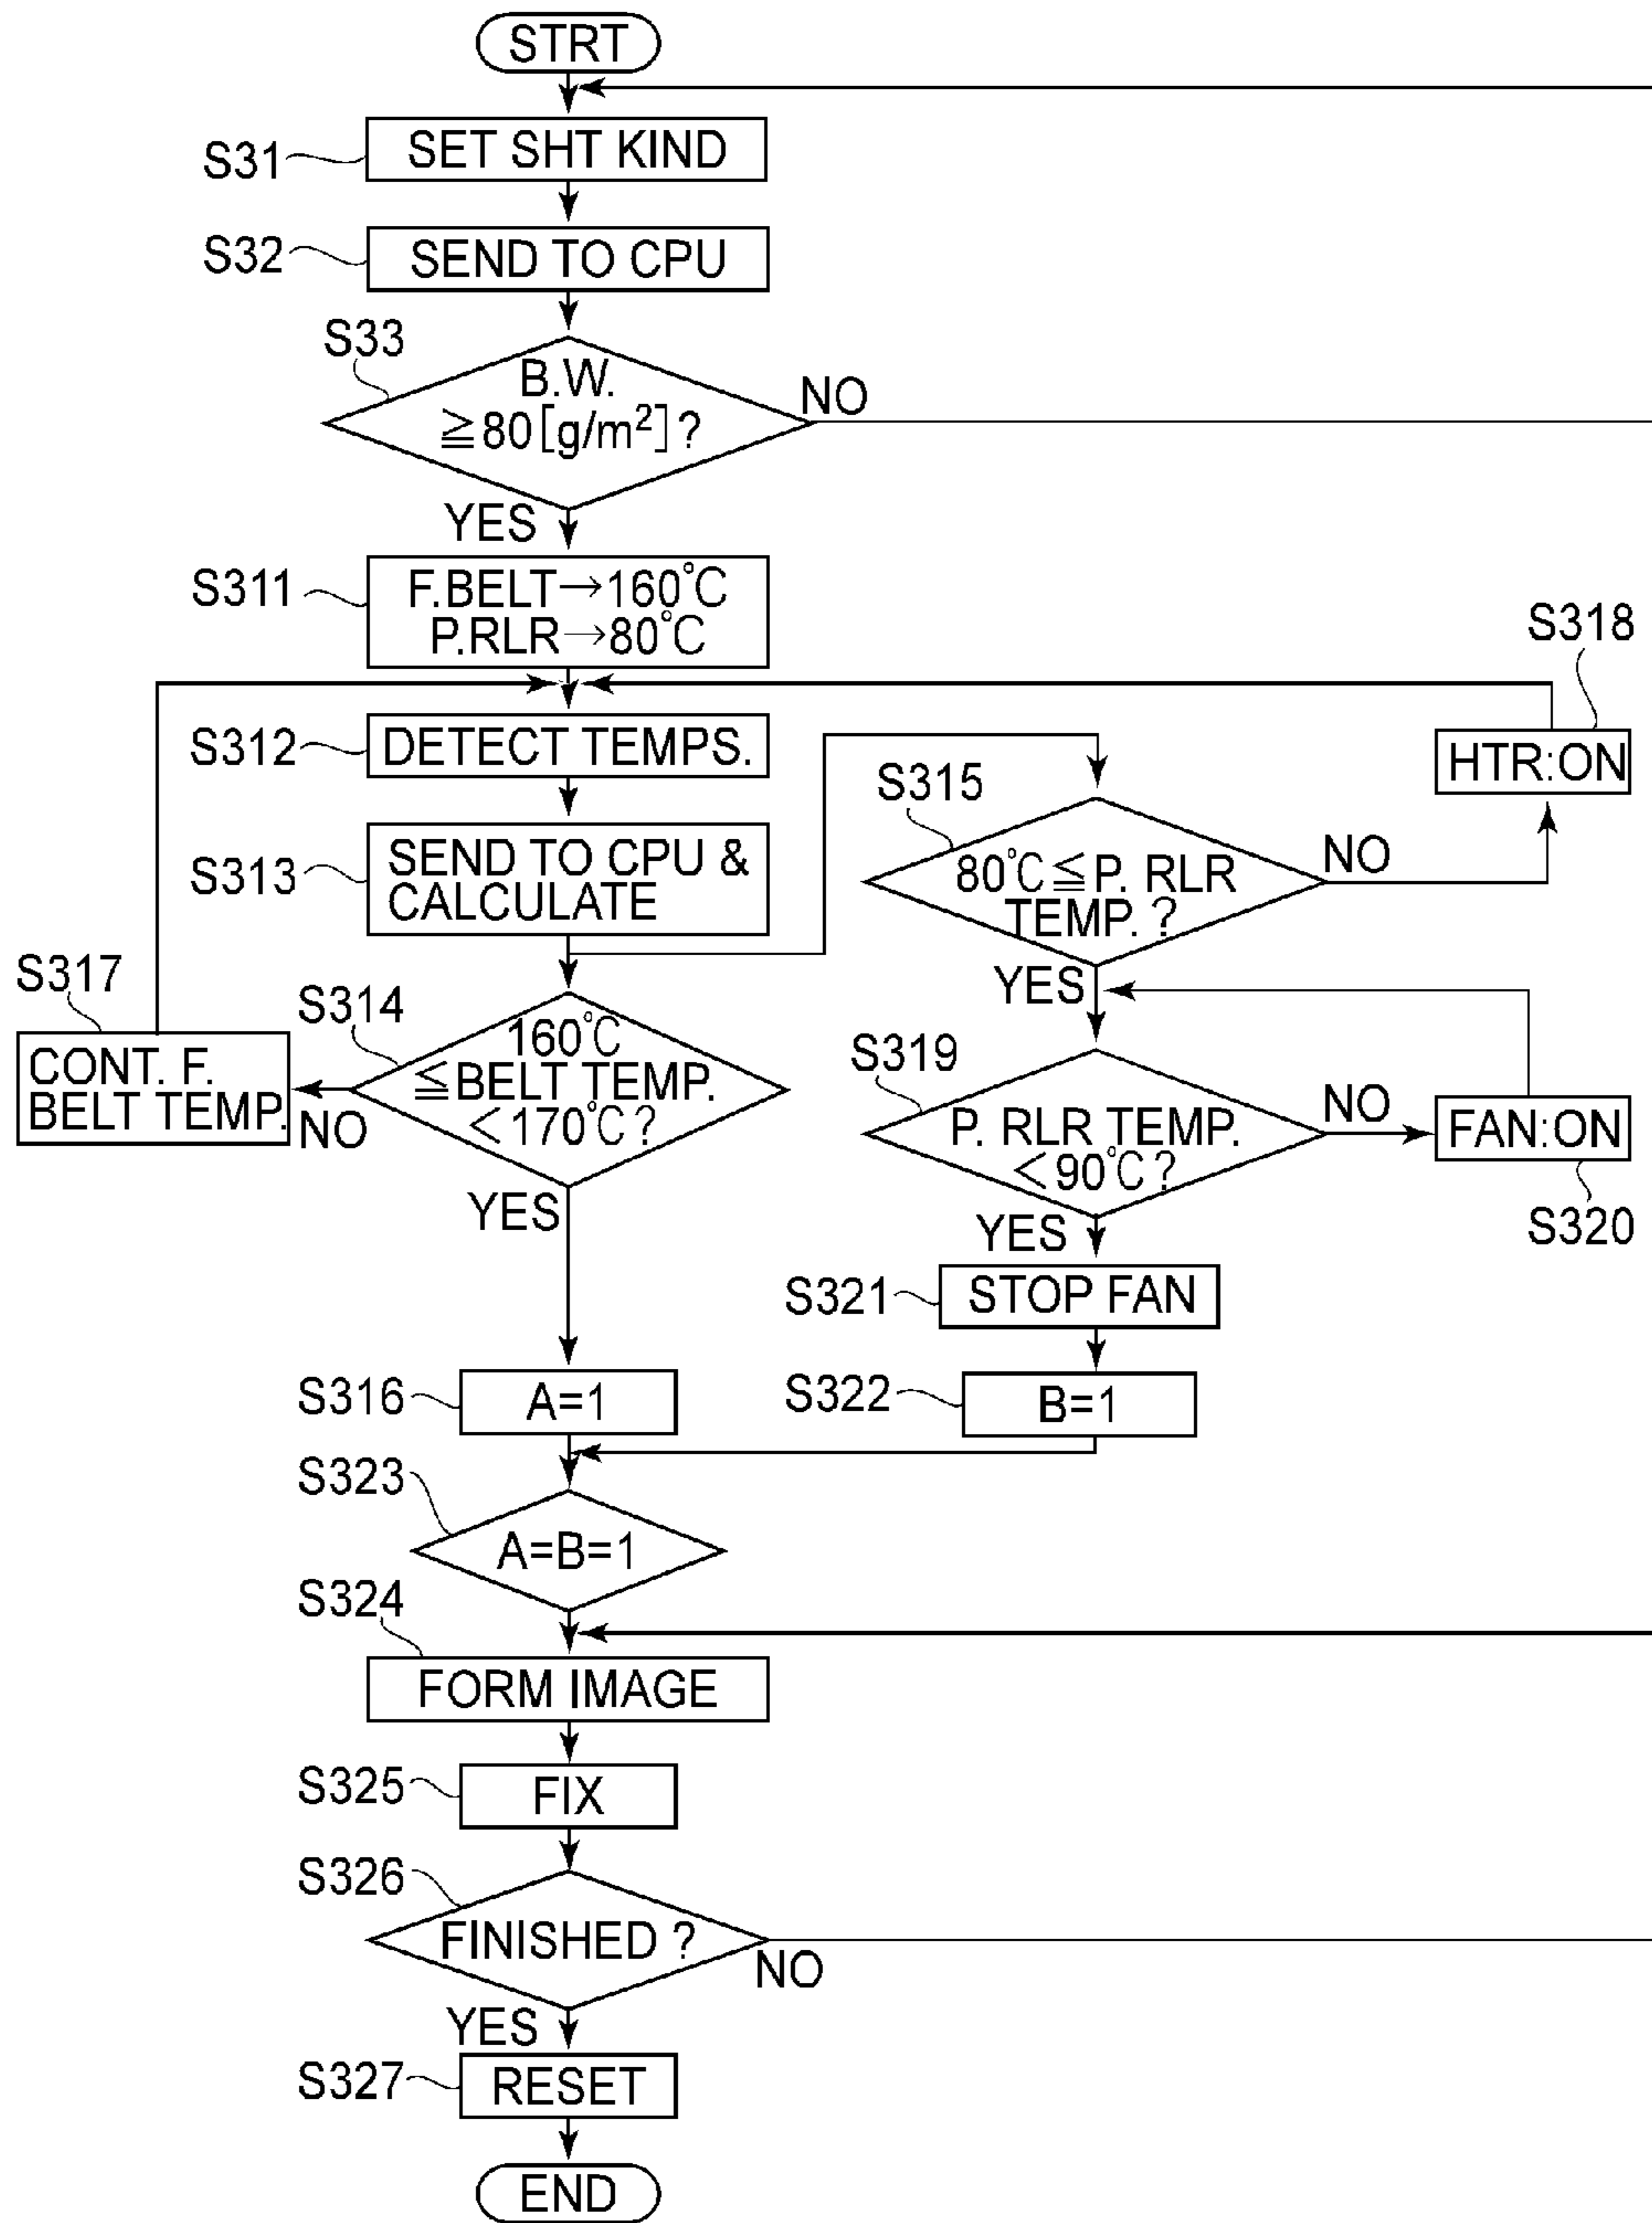 STRT
S31
SET SHT KIND
S32
SEND TO CPU
S33
B.W.
≧80[g/m²]?
NO
YES
S311
F.BELT→160°C
P.RLR→80°C
S312
DETECT TEMPS.
S313
SEND TO CPU &
CALCULATE
S314
160°C
≦BELT TEMP.
<170°C?
NO
YES
S317
CONT. F.
BELT TEMP.
S315
80°C≦P. RLR
TEMP. ?
NO
YES
S318
HTR:ON
S319
P. RLR TEMP.
<90°C?
NO
YES
FAN:ON
S320
S321
STOP FAN
S316
A=1
S322
B=1
S323
A=B=1
S324
FORM IMAGE
S325
FIX
S326
FINISHED ?
NO
YES
S327
RESET
END